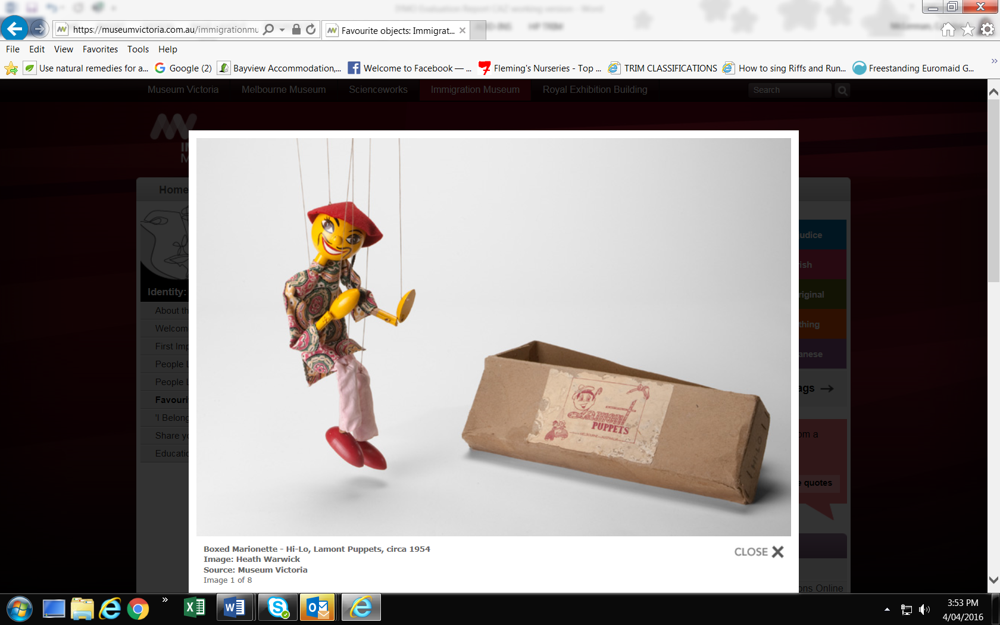 https://museumvictoria.com.au/immigrationmu
Favourite objects: Immigrat...
File Edit View Favorites Tools Help
Use natural remedies for a... Google (2) Bayview Accommodation,... Welcome to Facebook — ... Fleming's Nurseries - Top ... TRIM CLASSIFICATIONS How to sing Riffs and Run... Freestanding Euromaid G...
Museum Victoria Melbourne Museum Scienceworks Immigration Museum Royal Exhibition Building Search
Home
Identity:
About th
Welcom
First Imp
People L
People L
Favouri
'I Belong
Share yo
Educatio
udice
ish
riginal
thing
anese
ags
om a
e quotes
ons Online
Lamont
PUPPETS
MELBOURNE - AUSTRALIA
HI LO
Boxed Marionette - Hi-Lo, Lamont Puppets, circa 1954
Image: Heath Warwick
Source: Museum Victoria
Image 1 of 8
CLOSE
3:53 PM
4/04/2016